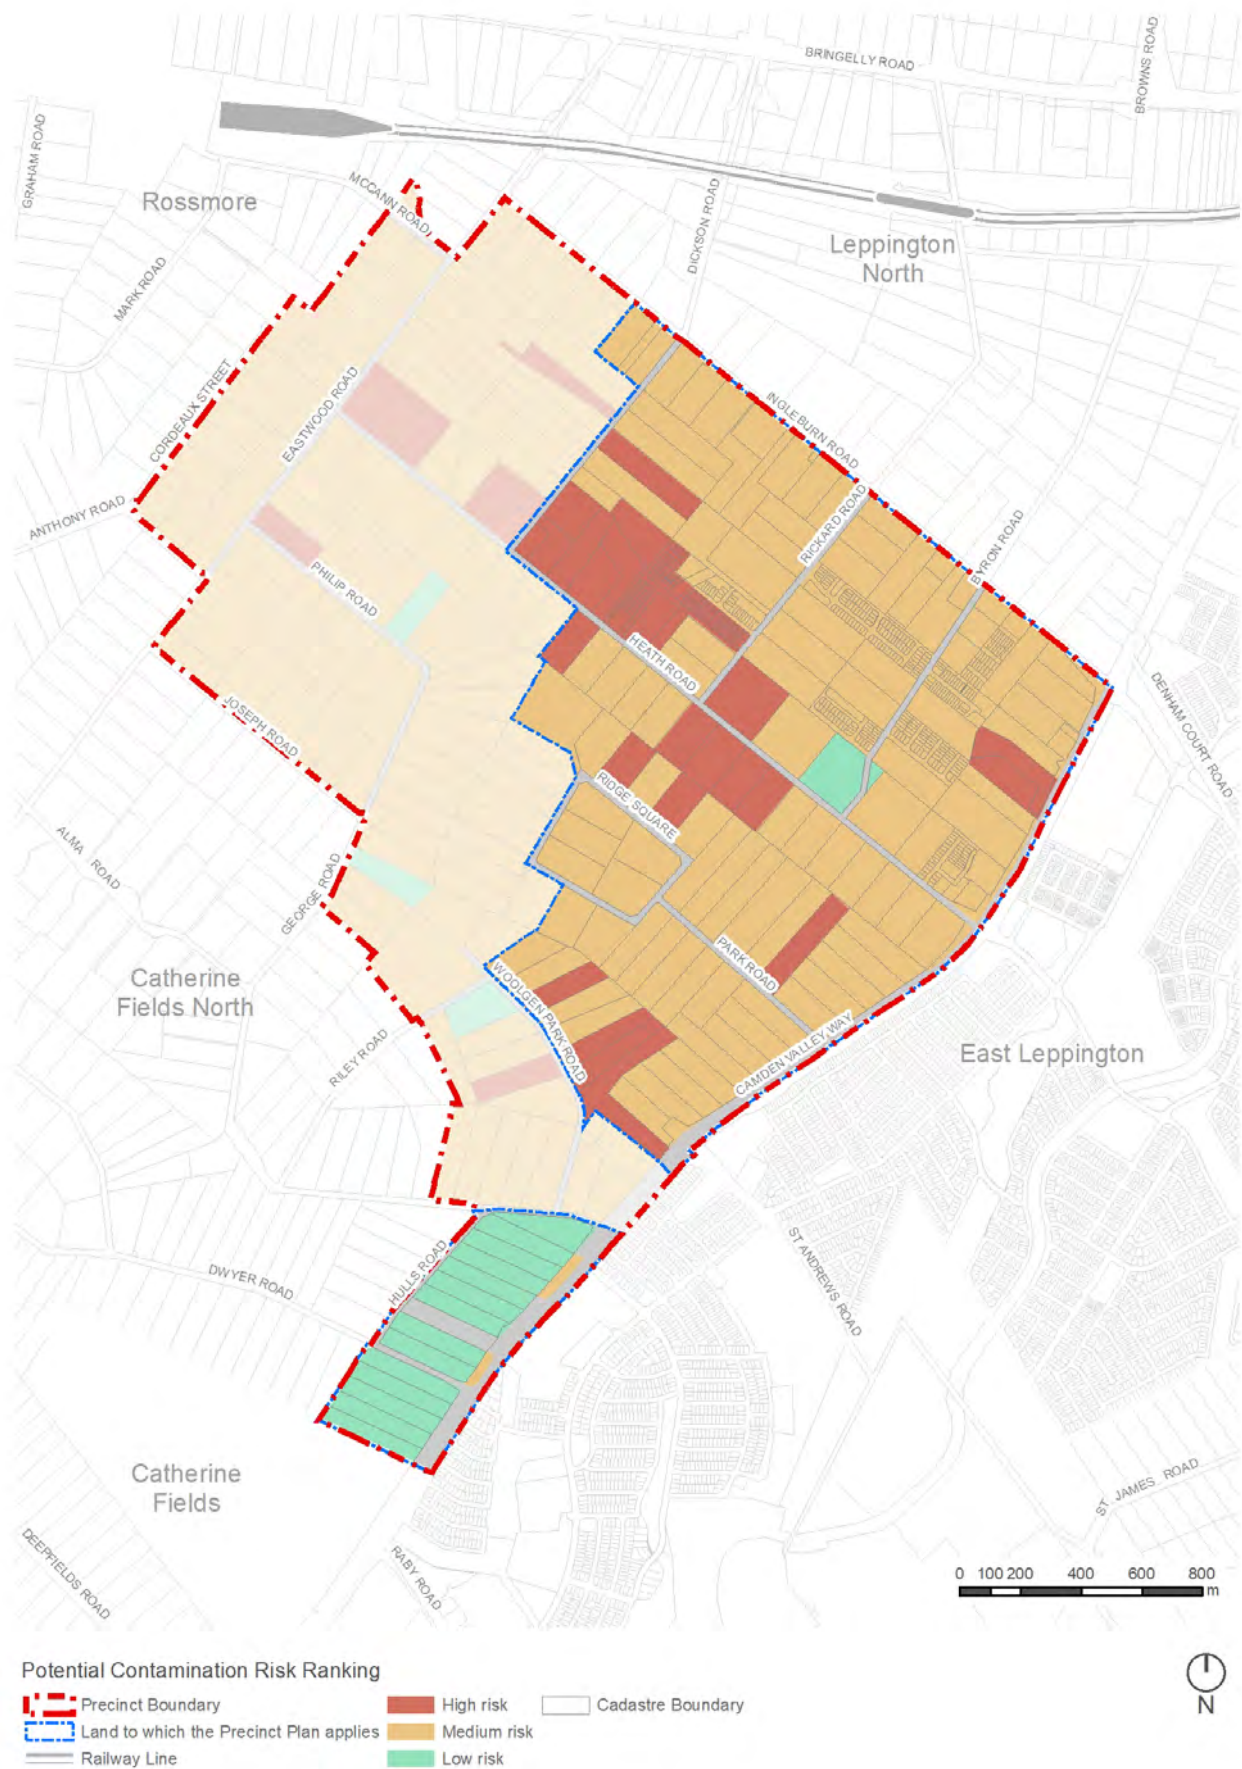 BRINGELLY ROAD
BROWNS ROAD
GRAHAM ROAD
MCCANN ROAD
Rossmore
DICKSON ROAD
Leppington
North
MARK ROAD
CORDEAUX STREET
EASTWOOD ROAD
INGLEBURN ROAD
ANTHONY ROAD
RICKARD ROAD
BYRON ROAD
PHILIP ROAD
HEATH ROAD
DENHAM COURT ROAD
JOSEPH ROAD
RIDGE SQUARE
ALMA ROAD
GEORGE ROAD
PARK ROAD
Catherine
Fields North
WOOLGEN PARK ROAD
RILEY ROAD
CAMDEN VALLEY WAY
East Leppington
HULLS ROAD
DWYER ROAD
ST ANDREWS ROAD
Catherine
Fields
ST JAMES ROAD
DEEPFIELDS ROAD
RABY ROAD
0 100 200 400 600 800
m
Potential Contamination Risk Ranking
Precinct Boundary
Land to which the Precinct Plan applies
Railway Line
High risk
Medium risk
Low risk
Cadastre Boundary
N